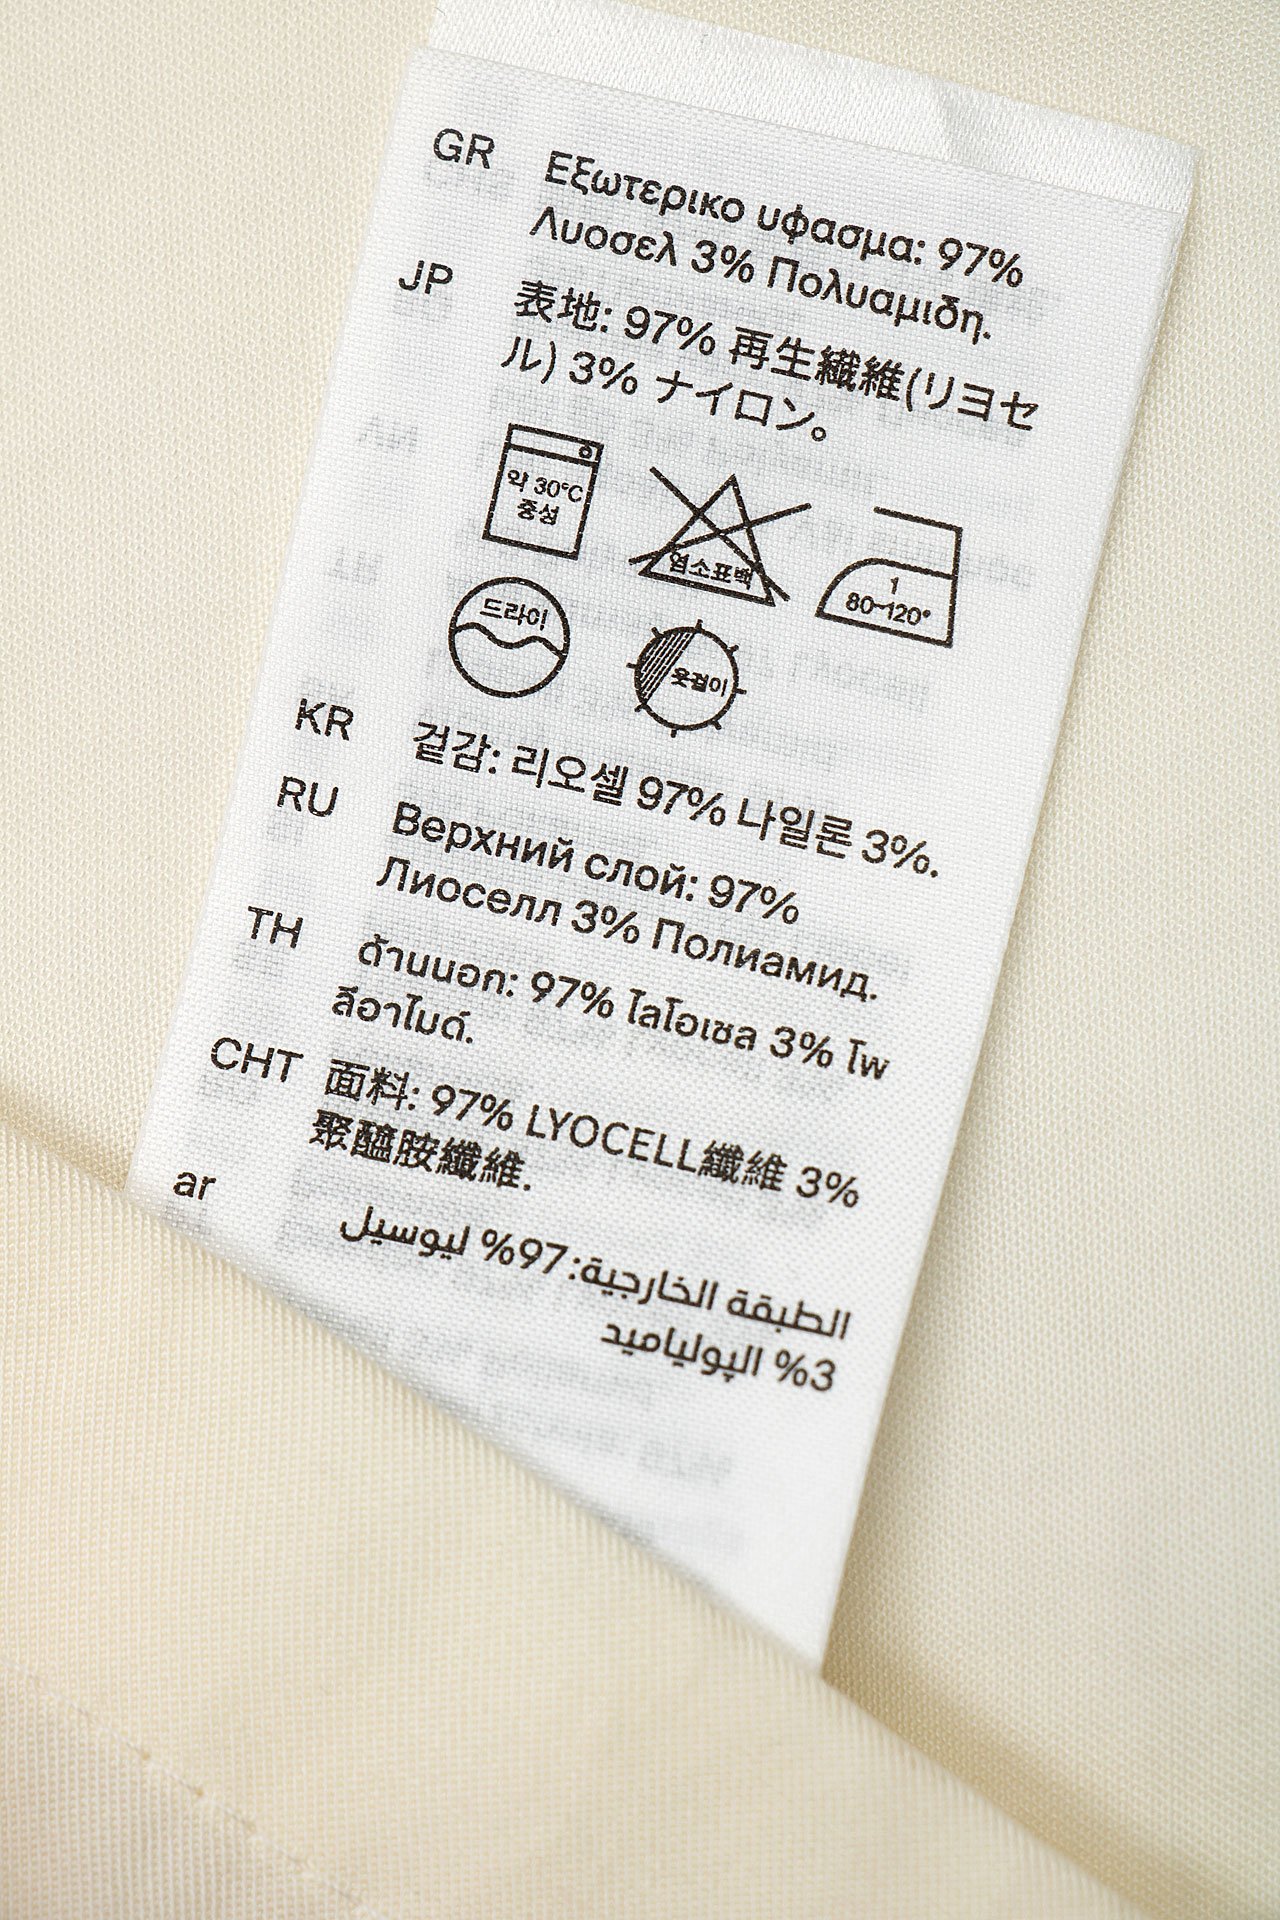 GR Εξωτερικο υφασμα: 97%
Λυοσελ 3% Πολυαμιδη.
JP 表地: 97% 再生繊維(リヨセ
ル) 3% ナイロン。
약 30°C
중성
염소표백
1
80~120°
드라이
옷걸이
KR 겉감: 리오셀 97% 나일론 3%.
RU Верхний слой: 97%
Лиоселл 3% Полиамид.
TH ด้านนอก: 97% ไลโอเซล 3% โพ
ลีอาไมด์.
CHT 面料: 97% LYOCELL纖維 3%
聚醯胺纖維.
ar
الطبقة الخارجية:97% ليوسيل
3% البولياميد